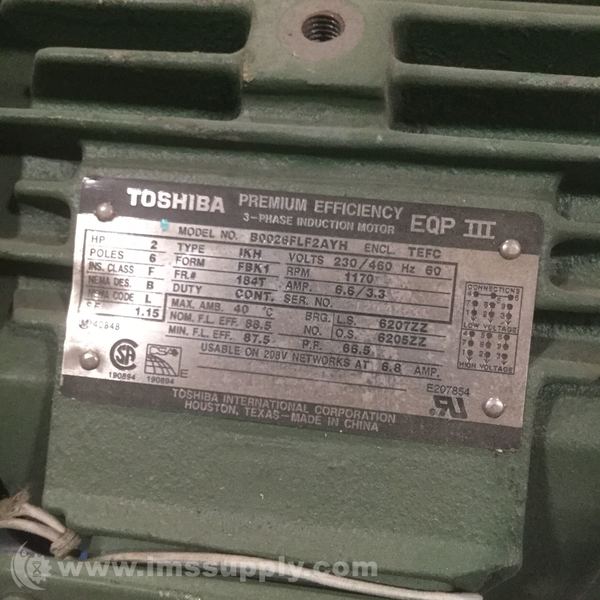 TOSHIBA PREMIUM EFFICIENCY EQP III
3-PHASE INDUCTION MOTOR
MODEL NO. B0026FLF2AYH ENCL. TEFC
HP 2 TYPE IKH VOLTS 230/460 Hz 60
POLES 6 FORM FBK1 RPM 1170
INS. CLASS F FR# 184T AMP. 6.6/3.3
NEMA DES. B DUTY CONT. SER NO.
NEMA CODE L MAX. AMB. 40 °C BRG. L.S. 6207ZZ
S.F. 1.15 NOM. F.L. EFF. 88.5 NO. O.S. 6205ZZ
MIN. F.L. EFF. 87.5 P.F. 66.5
USABLE ON 208V NETWORKS AT 6.8 AMP.
CONNECTIONS
LOW VOLTAGE
HIGH VOLTAGE
190894
190894
E
E207854
TOSHIBA INTERNATIONAL CORPORATION
HOUSTON, TEXAS-MADE IN CHINA
www.imssupply.com